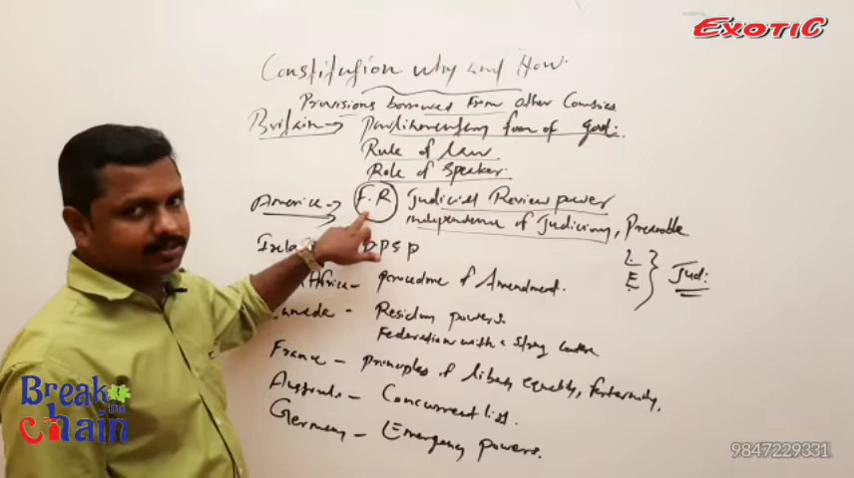 EXOTIC
Constitution Why and How
Provisions borrowed From Other Countries
Britain → Parlimentary form of govt:
Rule of law
Role of Speaker
America → F.R Judicial Review power
independence of Judiciary, Preamble
DPSP
L
E } Jud:
Africa - procedure of Amendment.
Canada - Residury powers.
Federation with a strong centre
France - principles of liberty equality, fraternity,
Australia - Concurrent list.
Germany - Emergency powers.
Break the chain
9847229331